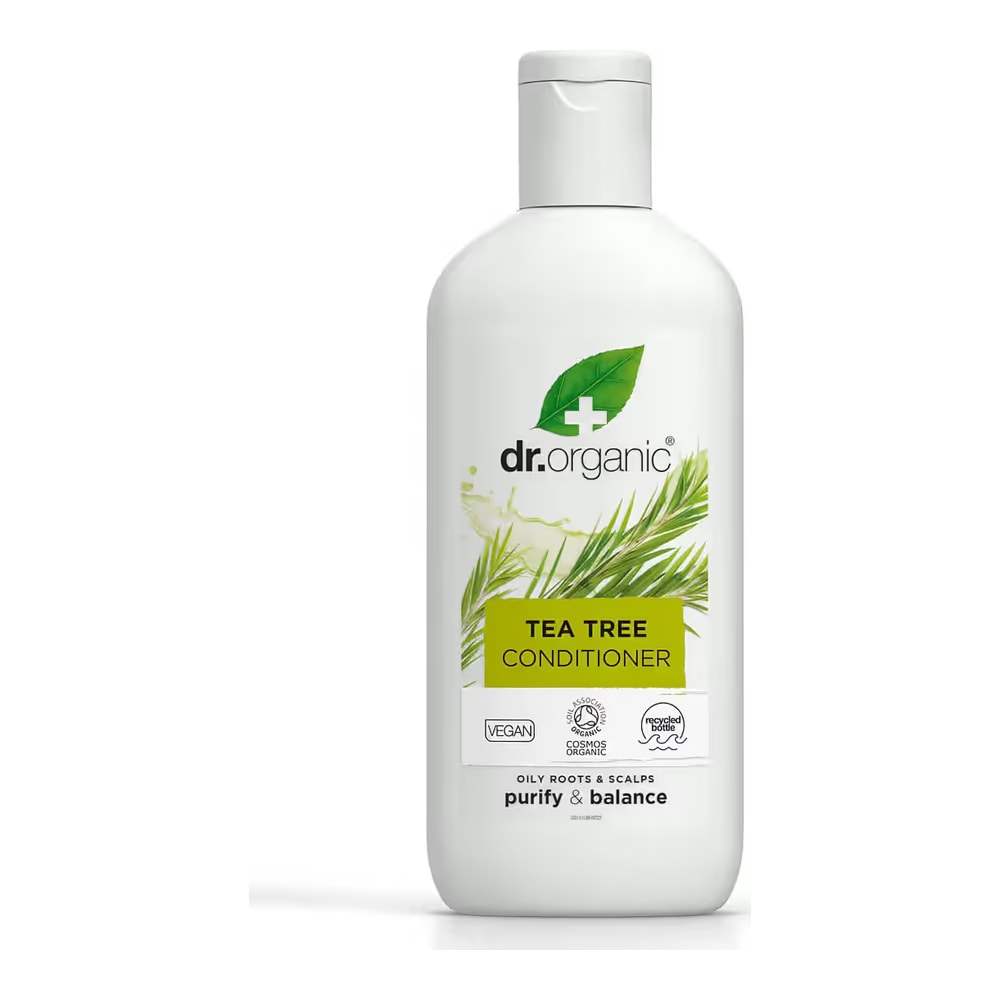 dr.organic®
TEA TREE
CONDITIONER
VEGAN
SOIL ASSOCIATION
ORGANIC
COSMOS
ORGANIC
recycled
bottle
OILY ROOTS & SCALPS
purify & balance